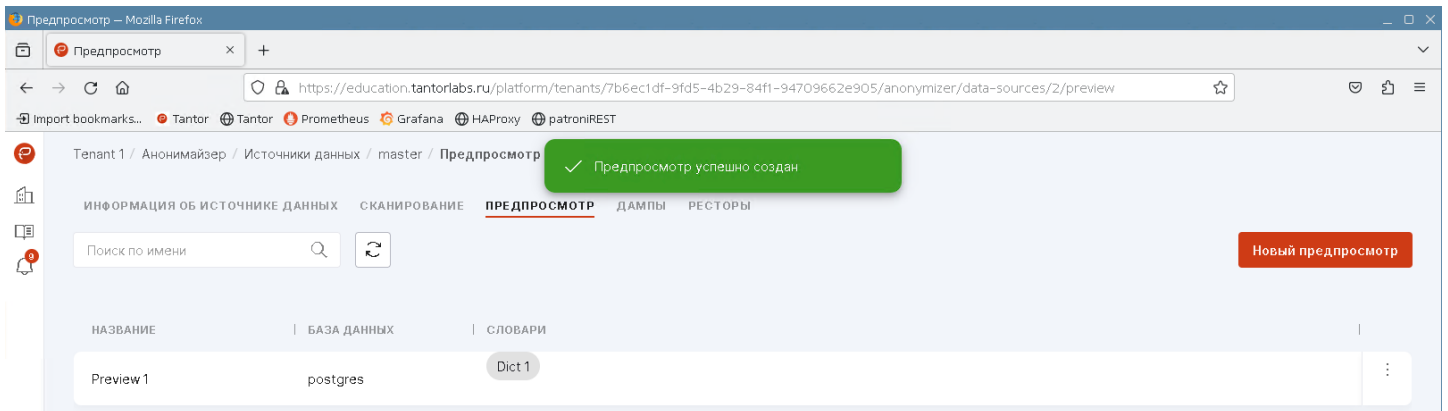 Предпросмотр — Mozilla Firefox
Предпросмотр
https://education.tantorlabs.ru/platform/tenants/7b6ec1df-9fd5-4b29-84f1-94709662e905/anonymizer/data-sources/2/preview
Import bookmarks... Tantor Tantor Prometheus Grafana HAProxy patroniREST
Tenant 1 / Анонимайзер / Источники данных / master / Предпросмотр
Предпросмотр успешно создан
ИНФОРМАЦИЯ ОБ ИСТОЧНИКЕ ДАННЫХ СКАНИРОВАНИЕ ПРЕДПРОСМОТР ДАМПЫ РЕСТОРЫ
Поиск по имени Новый предпросмотр
9
НАЗВАНИЕ БАЗА ДАННЫХ СЛОВАРИ
Preview 1 postgres Dict 1